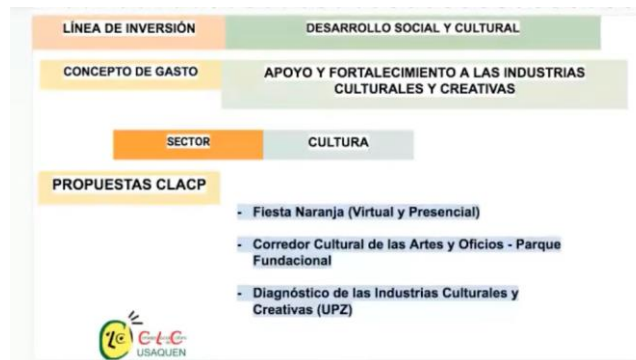 LÍNEA DE INVERSIÓN
DESARROLLO SOCIAL Y CULTURAL
CONCEPTO DE GASTO
APOYO Y FORTALECIMIENTO A LAS INDUSTRIAS
CULTURALES Y CREATIVAS
SECTOR
CULTURA
PROPUESTAS CLACP
- Fiesta Naranja (Virtual y Presencial)
- Corredor Cultural de las Artes y Oficios - Parque
Fundacional
- Diagnóstico de las Industrias Culturales y
Creativas (UPZ)
CLC
USAQUEN